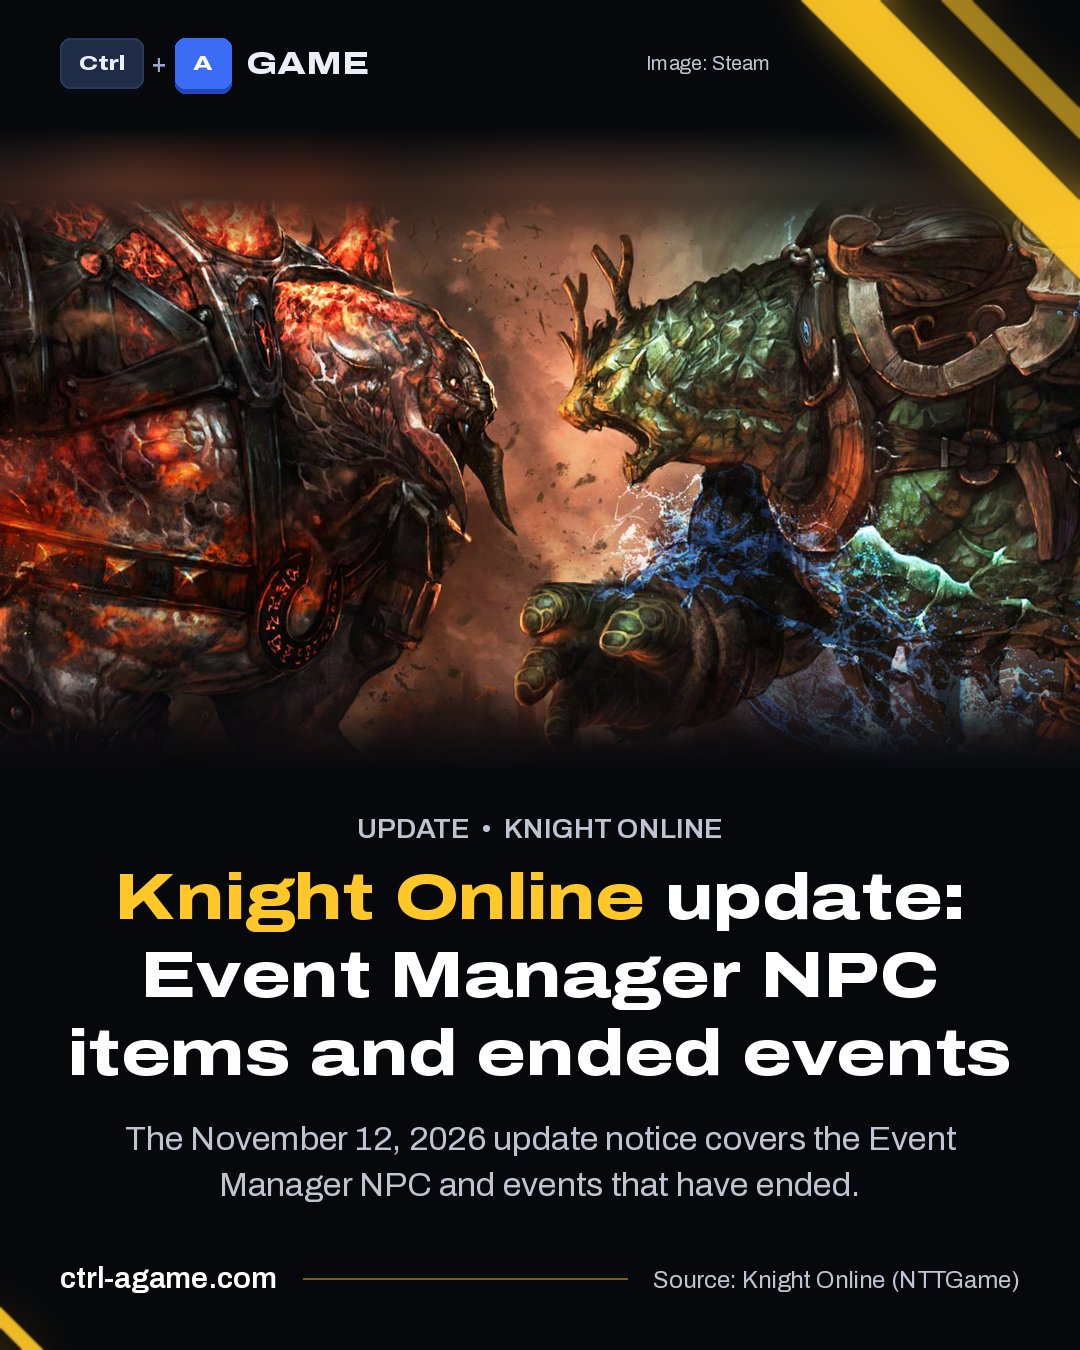 Ctrl + A GAME
Image: Steam
UPDATE • KNIGHT ONLINE
Knight Online update:
Event Manager NPC
items and ended events
The November 12, 2026 update notice covers the Event
Manager NPC and events that have ended.
ctrl-agame.com
Source: Knight Online (NTTGame)